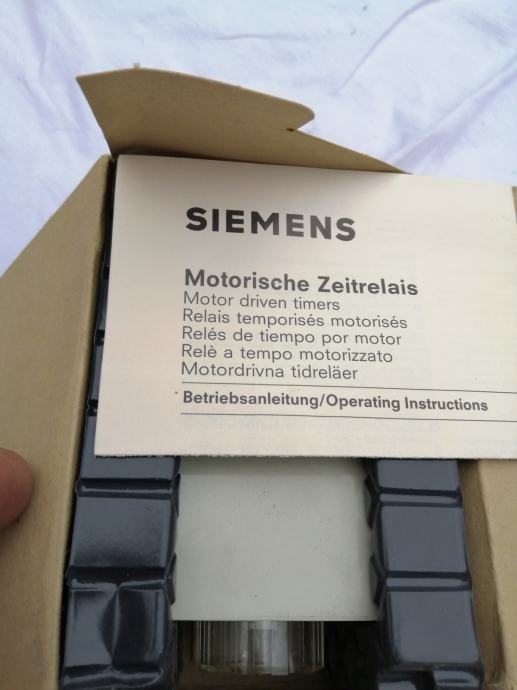 SIEMENS
Motorische Zeitrelais
Motor driven timers
Relais temporisés motorisés
Relés de tiempo por motor
Relè a tempo motorizzato
Motordrivna tidreläer
Betriebsanleitung/Operating Instructions